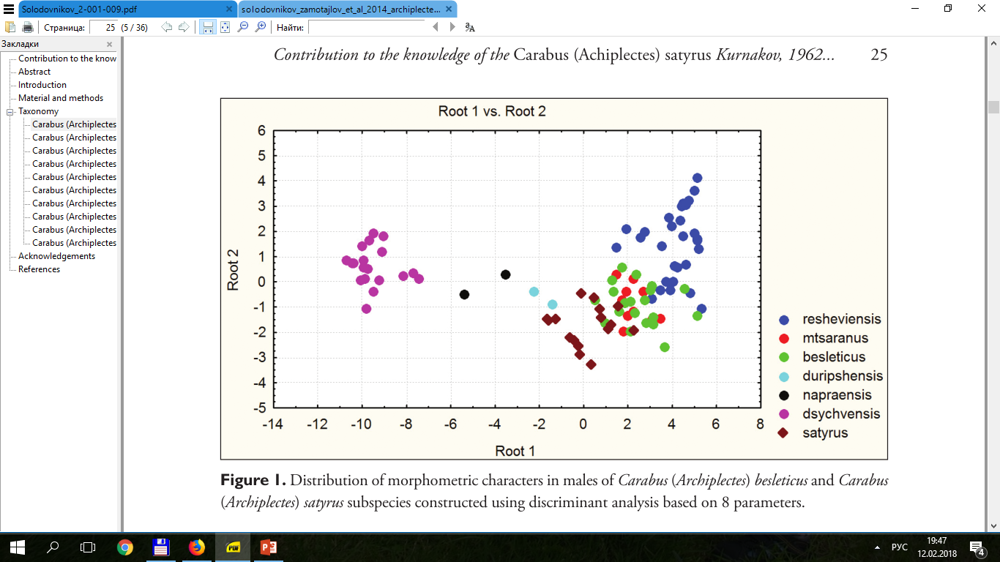 Solodovnikov_2-001-009.pdf
solodovnikov_zamotajlov_et_al_2014_archiplecte...
Страница: 25 (5 / 36)
Найти:
Закладки
Contribution to the know
Abstract
Introduction
Material and methods
Taxonomy
Carabus (Archiplectes
Carabus (Archiplectes
Carabus (Archiplectes
Carabus (Archiplectes
Carabus (Archiplectes
Carabus (Archiplectes
Carabus (Archiplectes
Carabus (Archiplectes
Carabus (Archiplectes
Carabus (Archiplectes
Acknowledgements
References
Contribution to the knowledge of the Carabus (Achiplectes) satyrus Kurnakov, 1962... 25
Root 1 vs. Root 2
6
5
4
3
2
1
0
-1
-2
-3
-4
-5
Root 2
-14 -12 -10 -8 -6 -4 -2 0 2 4 6 8
Root 1
resheviensis
mtsaranus
besleticus
duripshensis
napraensis
dsychvensis
satyrus
Figure 1. Distribution of morphometric characters in males of Carabus (Archiplectes) besleticus and Carabus
(Archiplectes) satyrus subspecies constructed using discriminant analysis based on 8 parameters.
PDF
РУС
19:47
12.02.2018
4